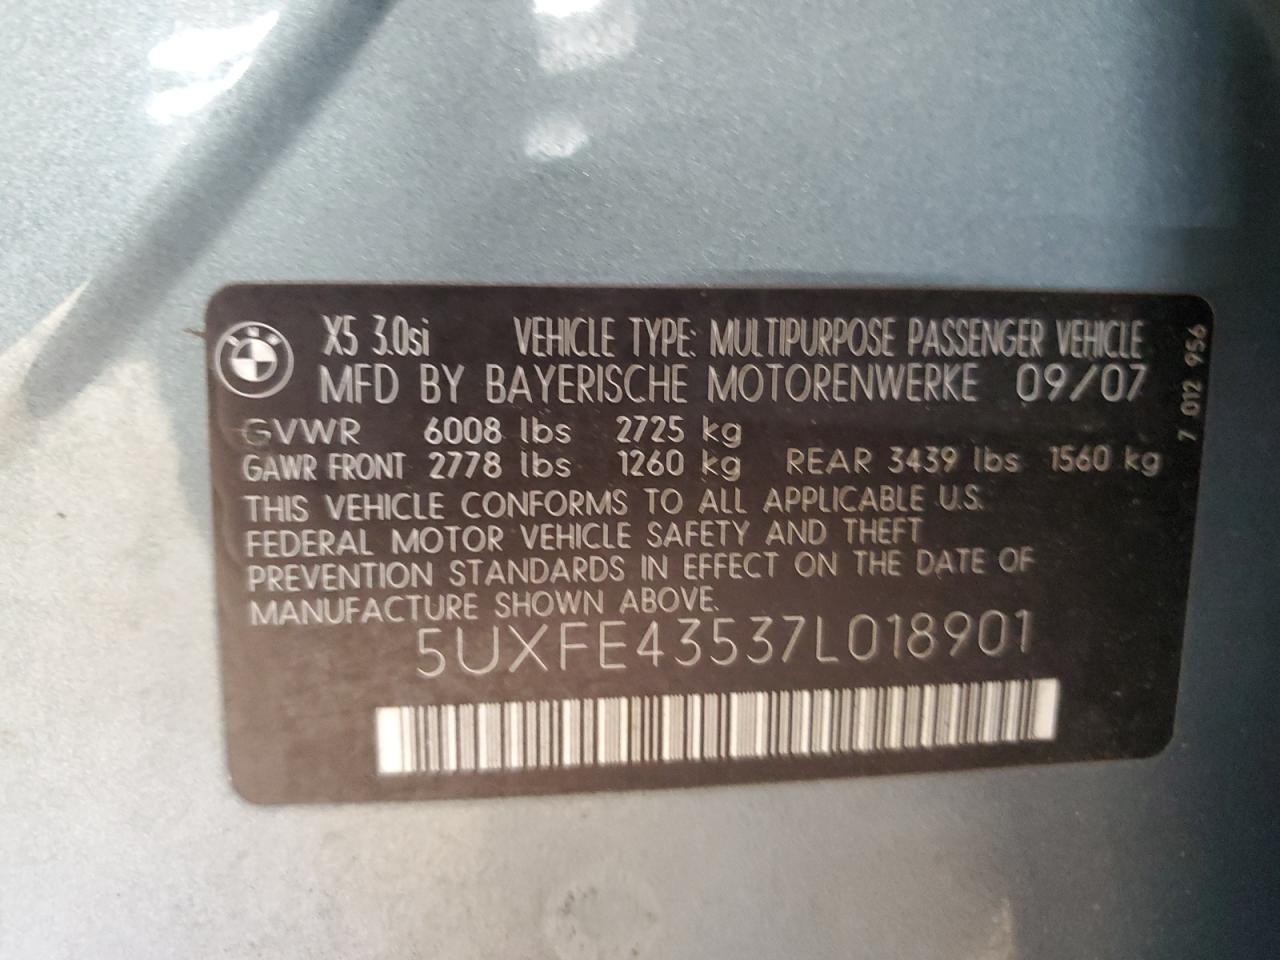 X5 3.0si VEHICLE TYPE: MULTIPURPOSE PASSENGER VEHICLE
MFD BY BAYERISCHE MOTORENWERKE 09/07
GVWR 6008 lbs 2725 kg
GAWR FRONT 2778 lbs 1260 kg REAR 3439 lbs 1560 kg
THIS VEHICLE CONFORMS TO ALL APPLICABLE U.S.
FEDERAL MOTOR VEHICLE SAFETY AND THEFT
PREVENTION STANDARDS IN EFFECT ON THE DATE OF
MANUFACTURE SHOWN ABOVE.
5UXFE43537L018901
7 012 956